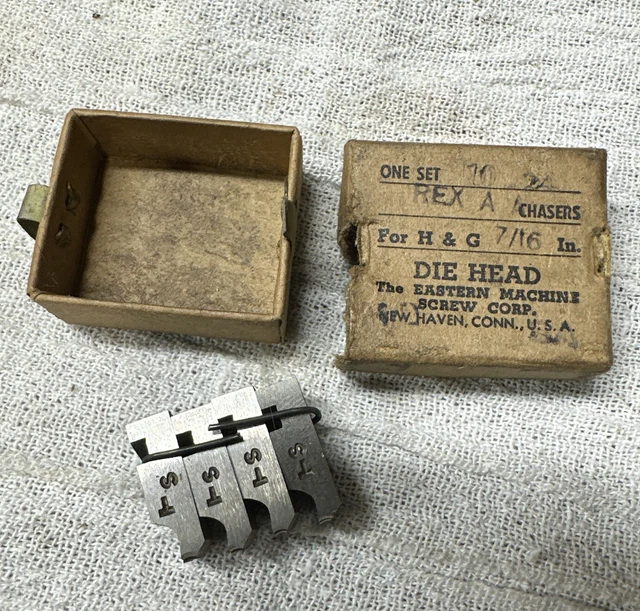 ONE SET 10
REX A CHASERS
For H & G 7/16 In.
DIE HEAD
The EASTERN MACHINE
SCREW CORP.
NEW HAVEN, CONN., U. S. A.
S-T
S-T
S-T
S-T